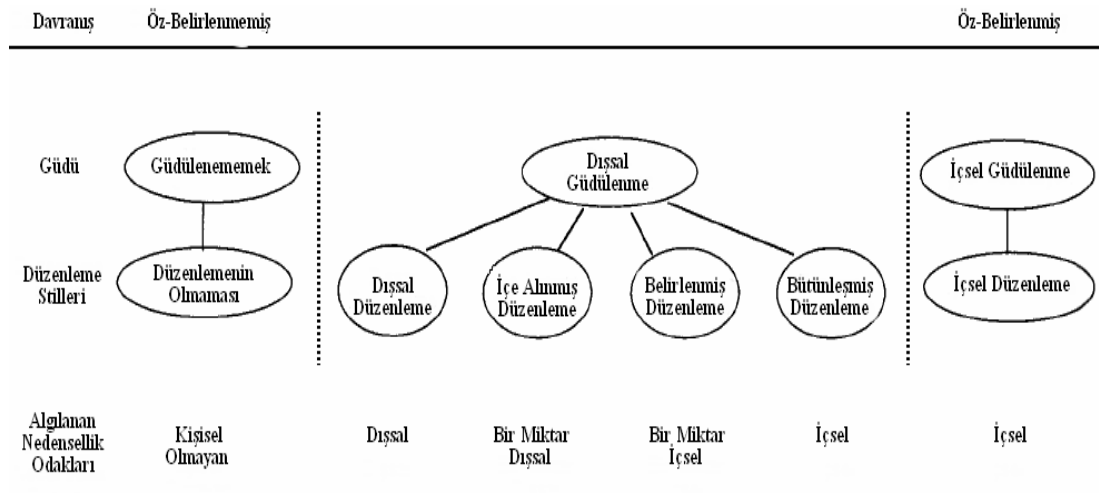 Davranış
Öz-Belirlenmemiş
Öz-Belirlenmiş
Güdü
Güdülenememek
Dışsal
Güdülenme
İçsel Güdülenme
Düzenleme
Stilleri
Düzenlemenin
Olmaması
Dışsal
Düzenleme
İçe Alınmış
Düzenleme
Belirlenmiş
Düzenleme
Bütünleşmiş
Düzenleme
İçsel Düzenleme
Algılanan
Nedensellik
Odakları
Kişisel
Olmayan
Dışsal
Bir Miktar
Dışsal
Bir Miktar
İçsel
İçsel
İçsel